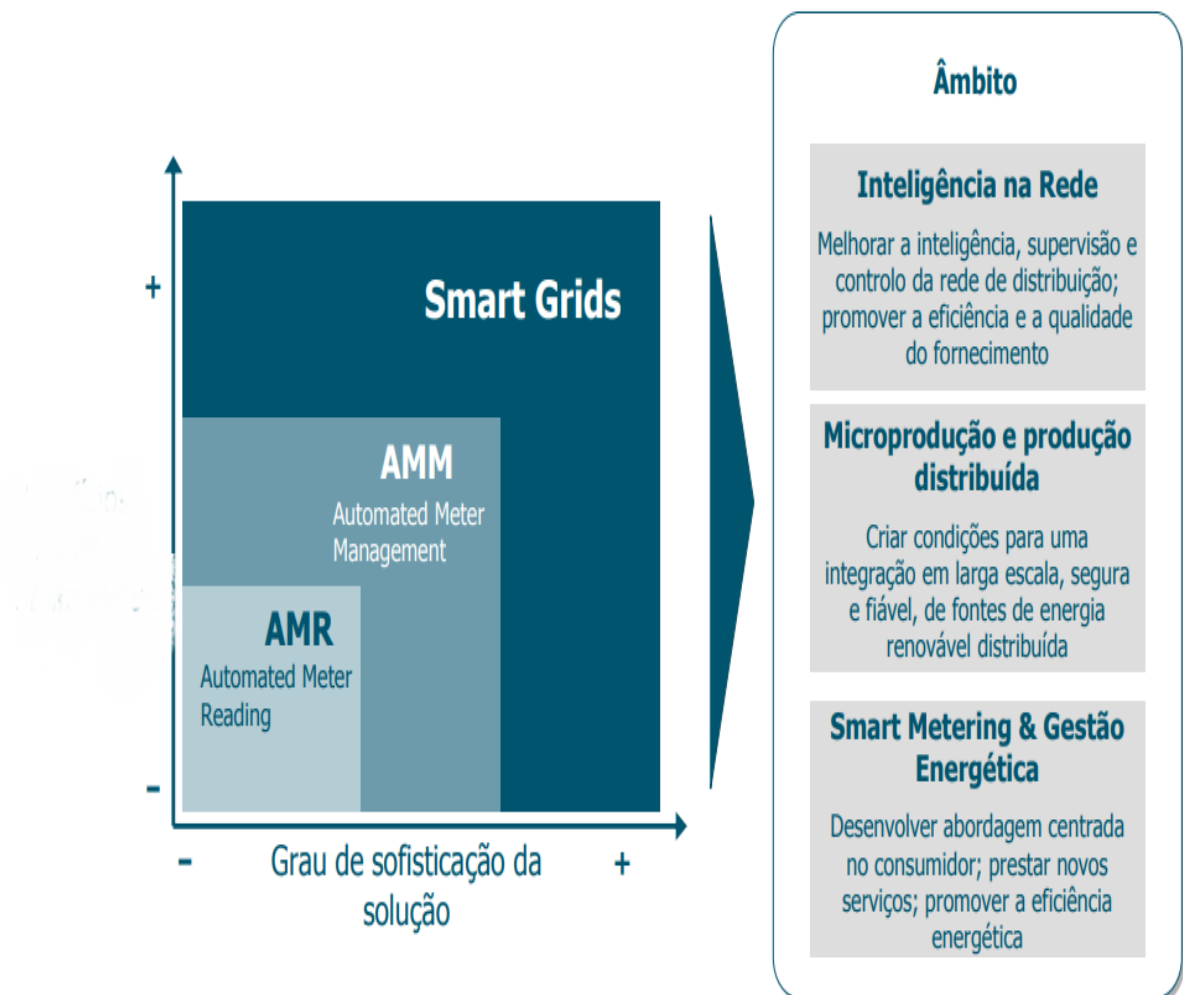 +
Smart Grids
AMM
Automated Meter
Management
AMR
Automated Meter
Reading
–
–
Grau de sofisticação da
solução
+
Âmbito
Inteligência na Rede
Melhorar a inteligência, supervisão e
controlo da rede de distribuição;
promover a eficiência e a qualidade
do fornecimento
Microprodução e produção
distribuída
Criar condições para uma
integração em larga escala, segura
e fiável, de fontes de energia
renovável distribuída
Smart Metering & Gestão
Energética
Desenvolver abordagem centrada
no consumidor; prestar novos
serviços; promover a eficiência
energética